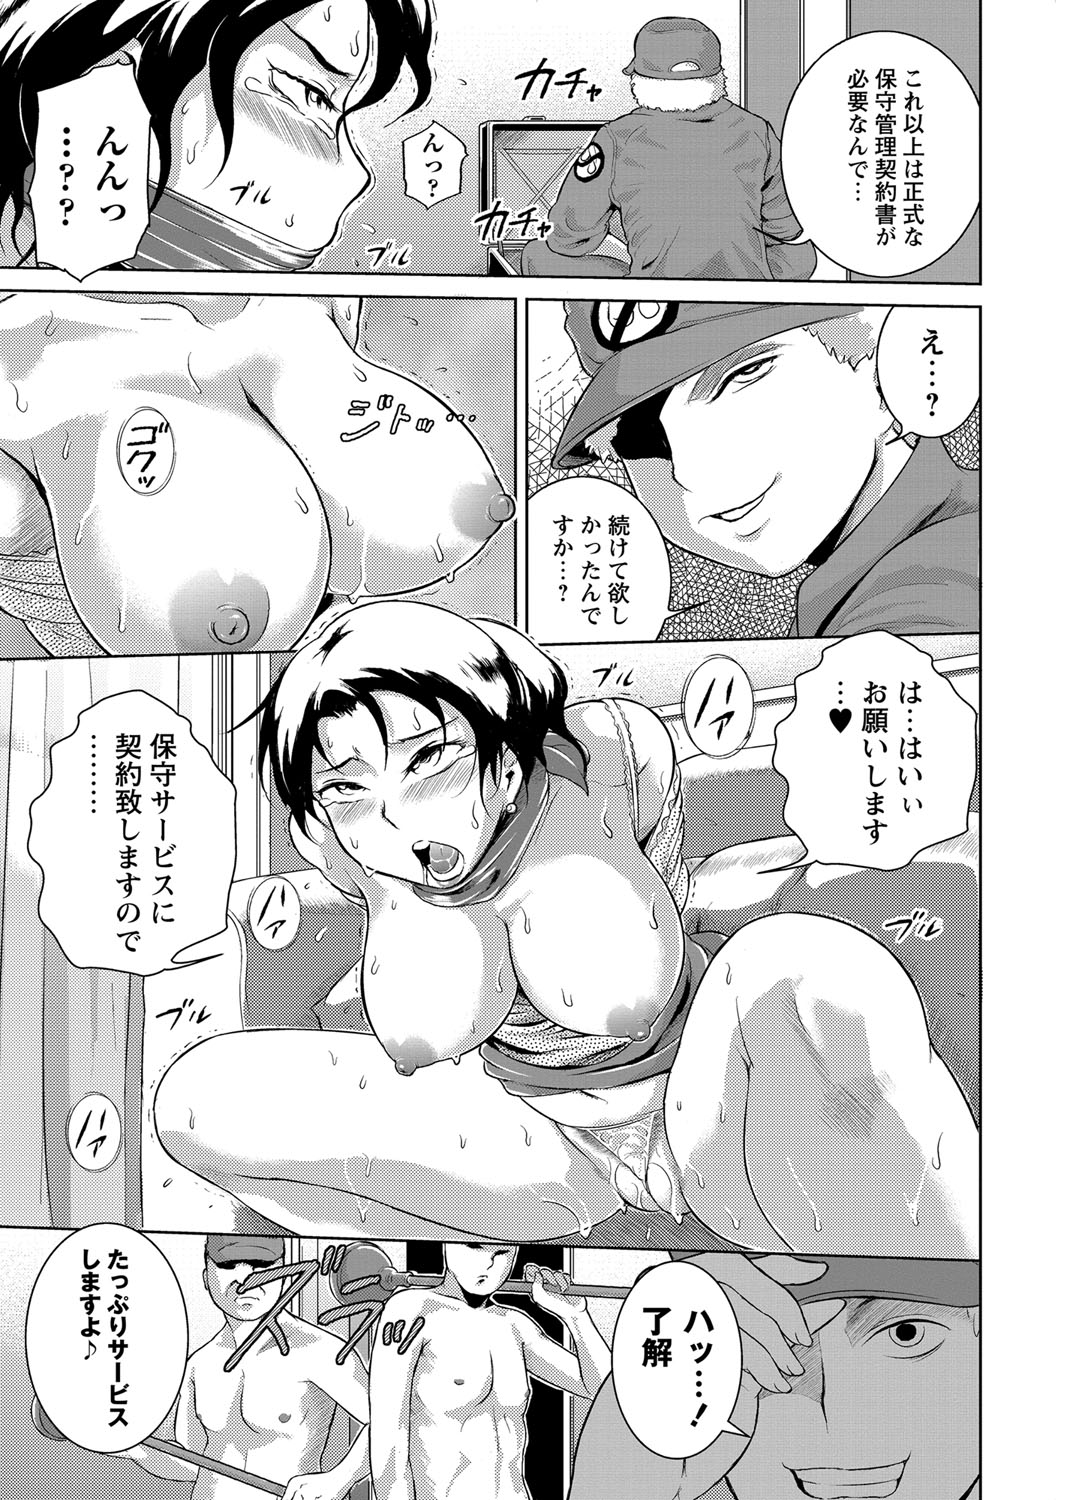 これ以上は正式な
保守管理契約書が
必要なんで…
カチャ
カチャ
んっ?
ブル
ブル
んんっ
…??
え……?
続けて欲し
かったんで
すか…?
ジトッ…
ゴクッ
は…はいぃ
お願いします
…♥
ブル
ハァ
ブルル
保守サービスに
契約致しますので
………
ハァ
ブルル
ハァ
ハッ……!
了解
ズズズ
たっぷりサービス
しますよ♪